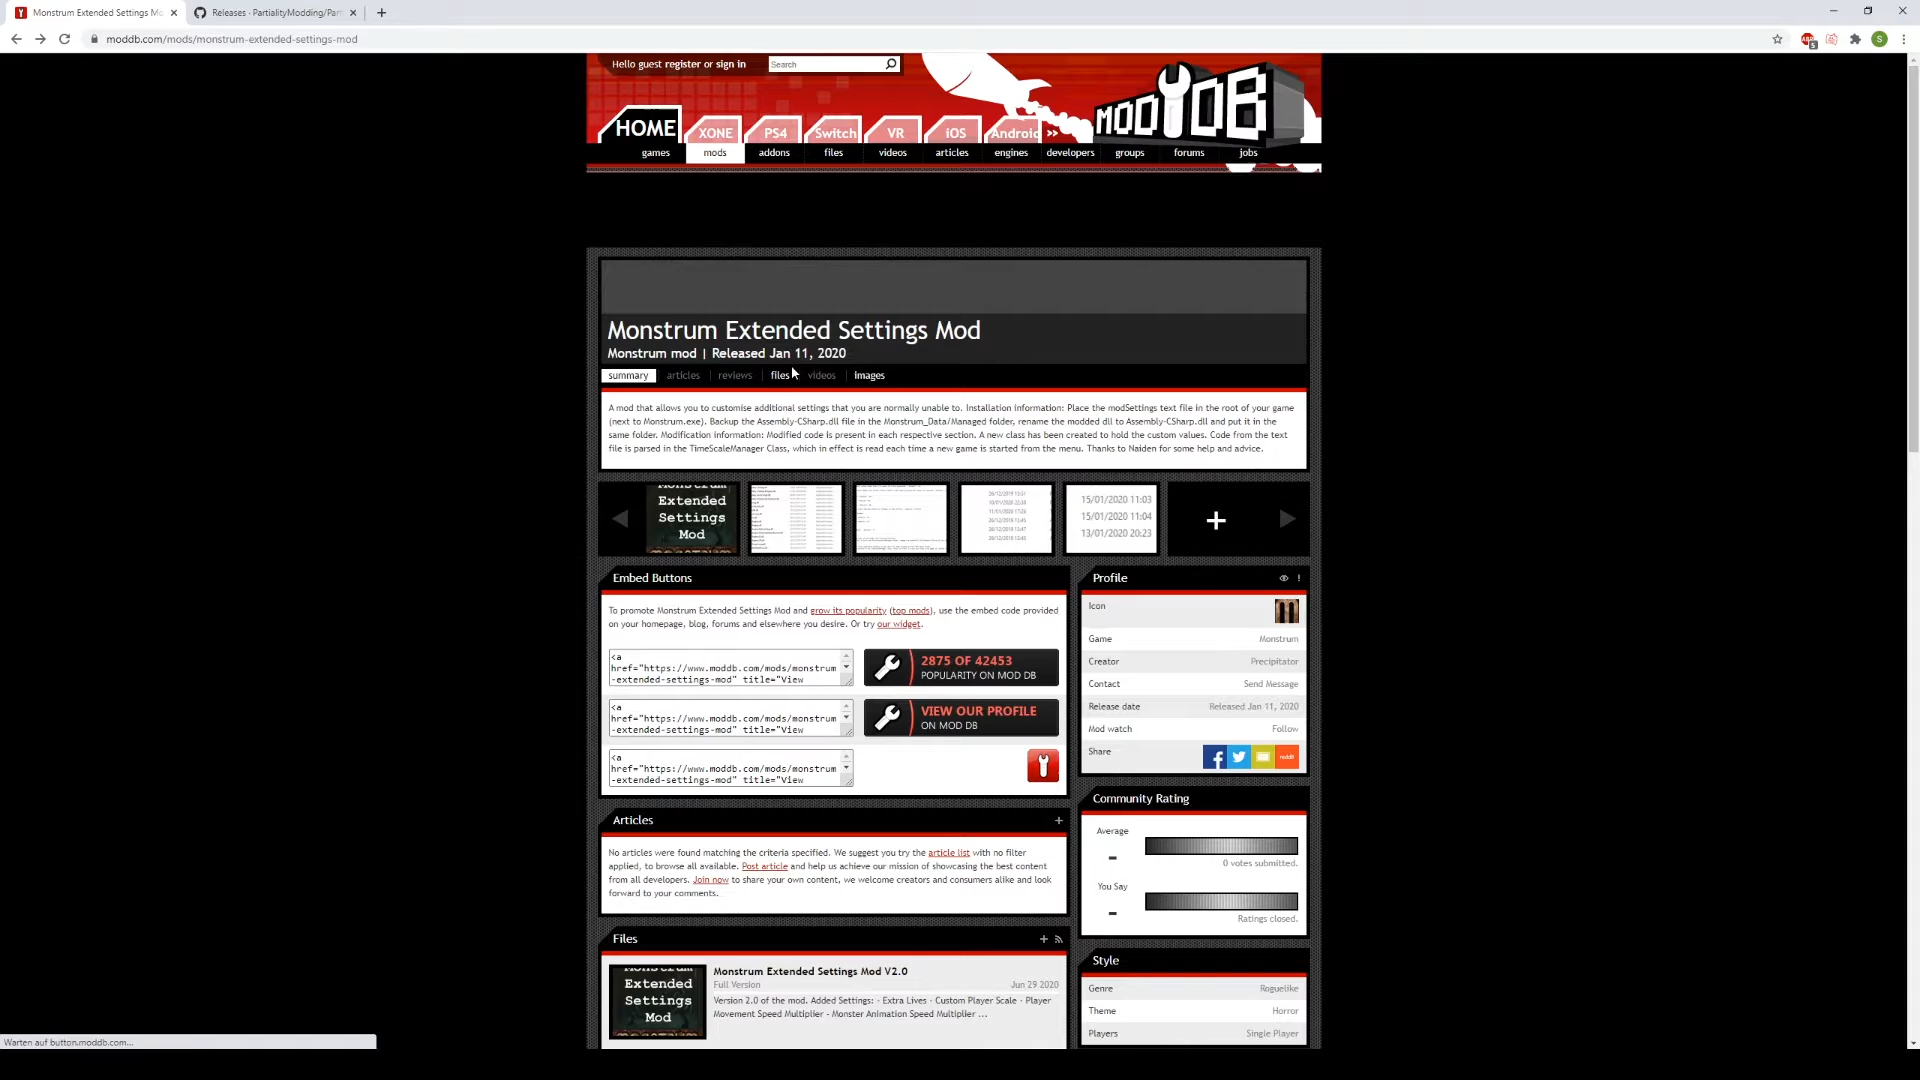 Monstrum Extended Settings Mo
Releases · PartialityModding/Part
moddb.com/mods/monstrum-extended-settings-mod
Hello guest register or sign in
Search
HOME XONE PS4 Switch VR iOS Android »
MOD DB
games mods addons files videos articles engines developers groups forums jobs
Monstrum Extended Settings Mod
Monstrum mod | Released Jan 11, 2020
summary articles reviews files videos images
A mod that allows you to customise additional settings that you are normally unable to. Installation information: Place the modSettings text file in the root of your game
(next to Monstrum.exe). Backup the Assembly-CSharp.dll file in the Monstrum_Data/Managed folder, rename the modded dll to Assembly-CSharp.dll and put it in the
same folder. Modification information: Modified code is present in each respective section. A new class has been created to hold the custom values. Code from the text
file is parsed in the TimeScaleManager Class, which in effect is read each time a new game is started from the menu. Thanks to Naiden for some help and advice.
Monstrum
Extended
Settings
Mod
15/01/2020 11:03
15/01/2020 11:04
13/01/2020 20:23
Embed Buttons
To promote Monstrum Extended Settings Mod and grow its popularity (top mods), use the embed code provided
on your homepage, blog, forums and elsewhere you desire. Or try our widget.
<a
href="https://www.moddb.com/mods/monstrum
-extended-settings-mod" title="View
2875 OF 42453
POPULARITY ON MOD DB
<a
href="https://www.moddb.com/mods/monstrum
-extended-settings-mod" title="View
VIEW OUR PROFILE
ON MOD DB
<a
href="https://www.moddb.com/mods/monstrum
-extended-settings-mod" title="View
Articles
No articles were found matching the criteria specified. We suggest you try the article list with no filter
applied, to browse all available. Post article and help us achieve our mission of showcasing the best content
from all developers. Join now to share your own content, we welcome creators and consumers alike and look
forward to your comments.
Files
Monstrum
Extended
Settings
Mod
Monstrum Extended Settings Mod V2.0
Full Version Jun 29 2020
Version 2.0 of the mod. Added Settings: - Extra Lives - Custom Player Scale - Player
Movement Speed Multiplier - Monster Animation Speed Multiplier ...
Profile
Icon
Game Monstrum
Creator Precipitator
Contact Send Message
Release date Released Jan 11, 2020
Mod watch Follow
Share
reddit
Community Rating
Average
-
0 votes submitted.
You Say
-
Ratings closed.
Style
Genre Roguelike
Theme Horror
Players Single Player
Warten auf button.moddb.com...